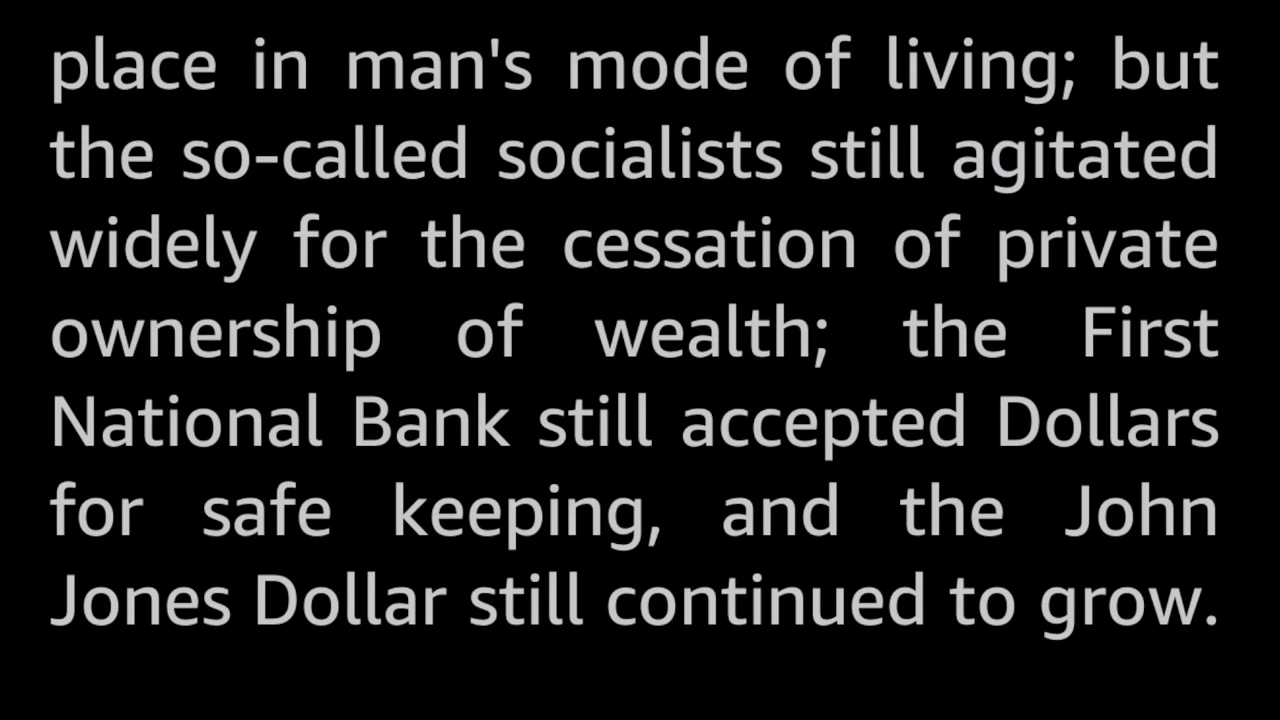 place in man's mode of living; but
the so-called socialists still agitated
widely for the cessation of private
ownership of wealth; the First
National Bank still accepted Dollars
for safe keeping, and the John
Jones Dollar still continued to grow.